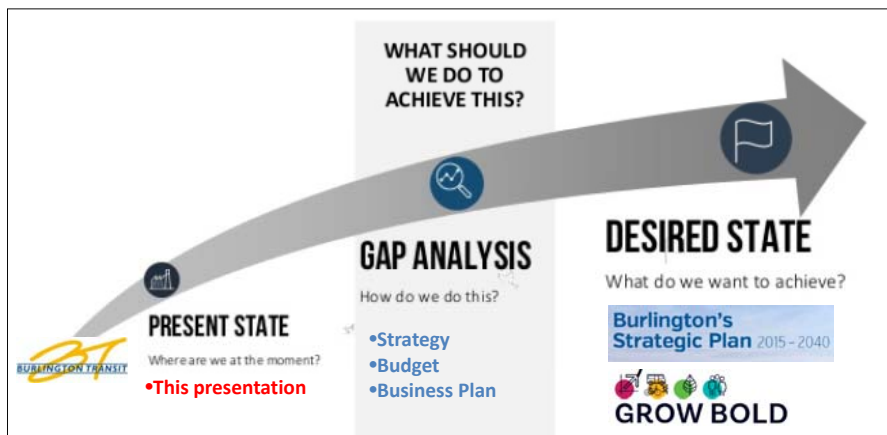 WHAT SHOULD
WE DO TO
ACHIEVE THIS?
BT
BURLINGTON TRANSIT
PRESENT STATE
Where are we at the moment?
•This presentation
GAP ANALYSIS
How do we do this?
•Strategy
•Budget
•Business Plan
DESIRED STATE
What do we want to achieve?
Burlington's
Strategic Plan 2015-2040
GROW BOLD